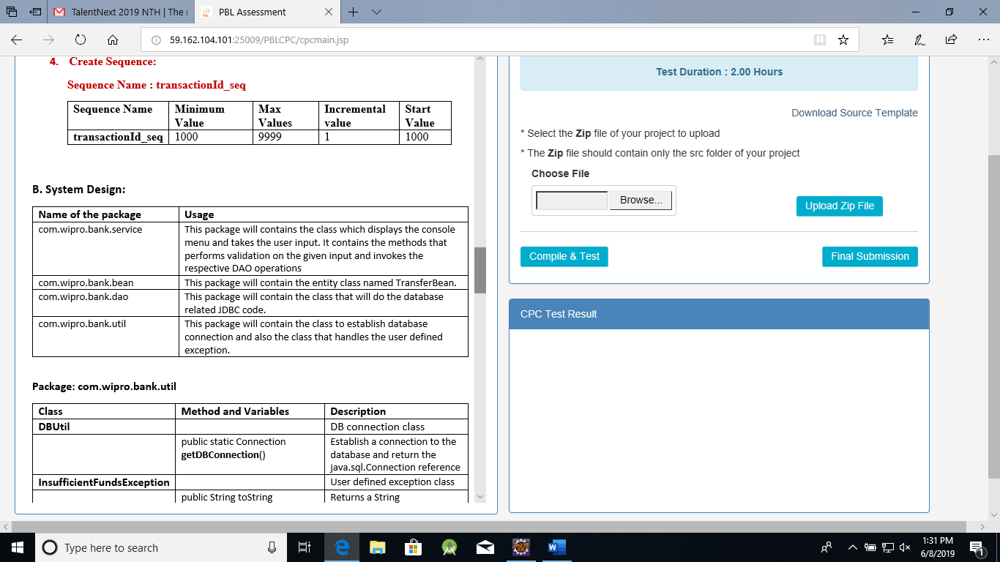 TalentNext 2019 NTH | The r
PBL Assessment
59.162.104.101:25009/PBLCPC/cpcmain.jsp
4. Create Sequence:
Sequence Name : transactionId_seq
Sequence Name Minimum Value Max Values Incremental value Start Value
transactionId_seq 1000 9999 1 1000
B. System Design:
Name of the package Usage
com.wipro.bank.service This package will contains the class which displays the console
menu and takes the user input. It contains the methods that
performs validation on the given input and invokes the
respective DAO operations
com.wipro.bank.bean This package will contain the entity class named TransferBean.
com.wipro.bank.dao This package will contain the class that will do the database
related JDBC code.
com.wipro.bank.util This package will contain the class to establish database
connection and also the class that handles the user defined
exception.
Package: com.wipro.bank.util
Class Method and Variables Description
DBUtil DB connection class
public static Connection Establish a connection to the
getDBConnection() database and return the
java.sql.Connection reference
InsufficientFundsException User defined exception class
public String toString Returns a String
Test Duration : 2.00 Hours
Download Source Template
* Select the Zip file of your project to upload
* The Zip file should contain only the src folder of your project
Choose File
Browse...
Upload Zip File
Compile & Test
Final Submission
CPC Test Result
Type here to search
1:31 PM
6/8/2019